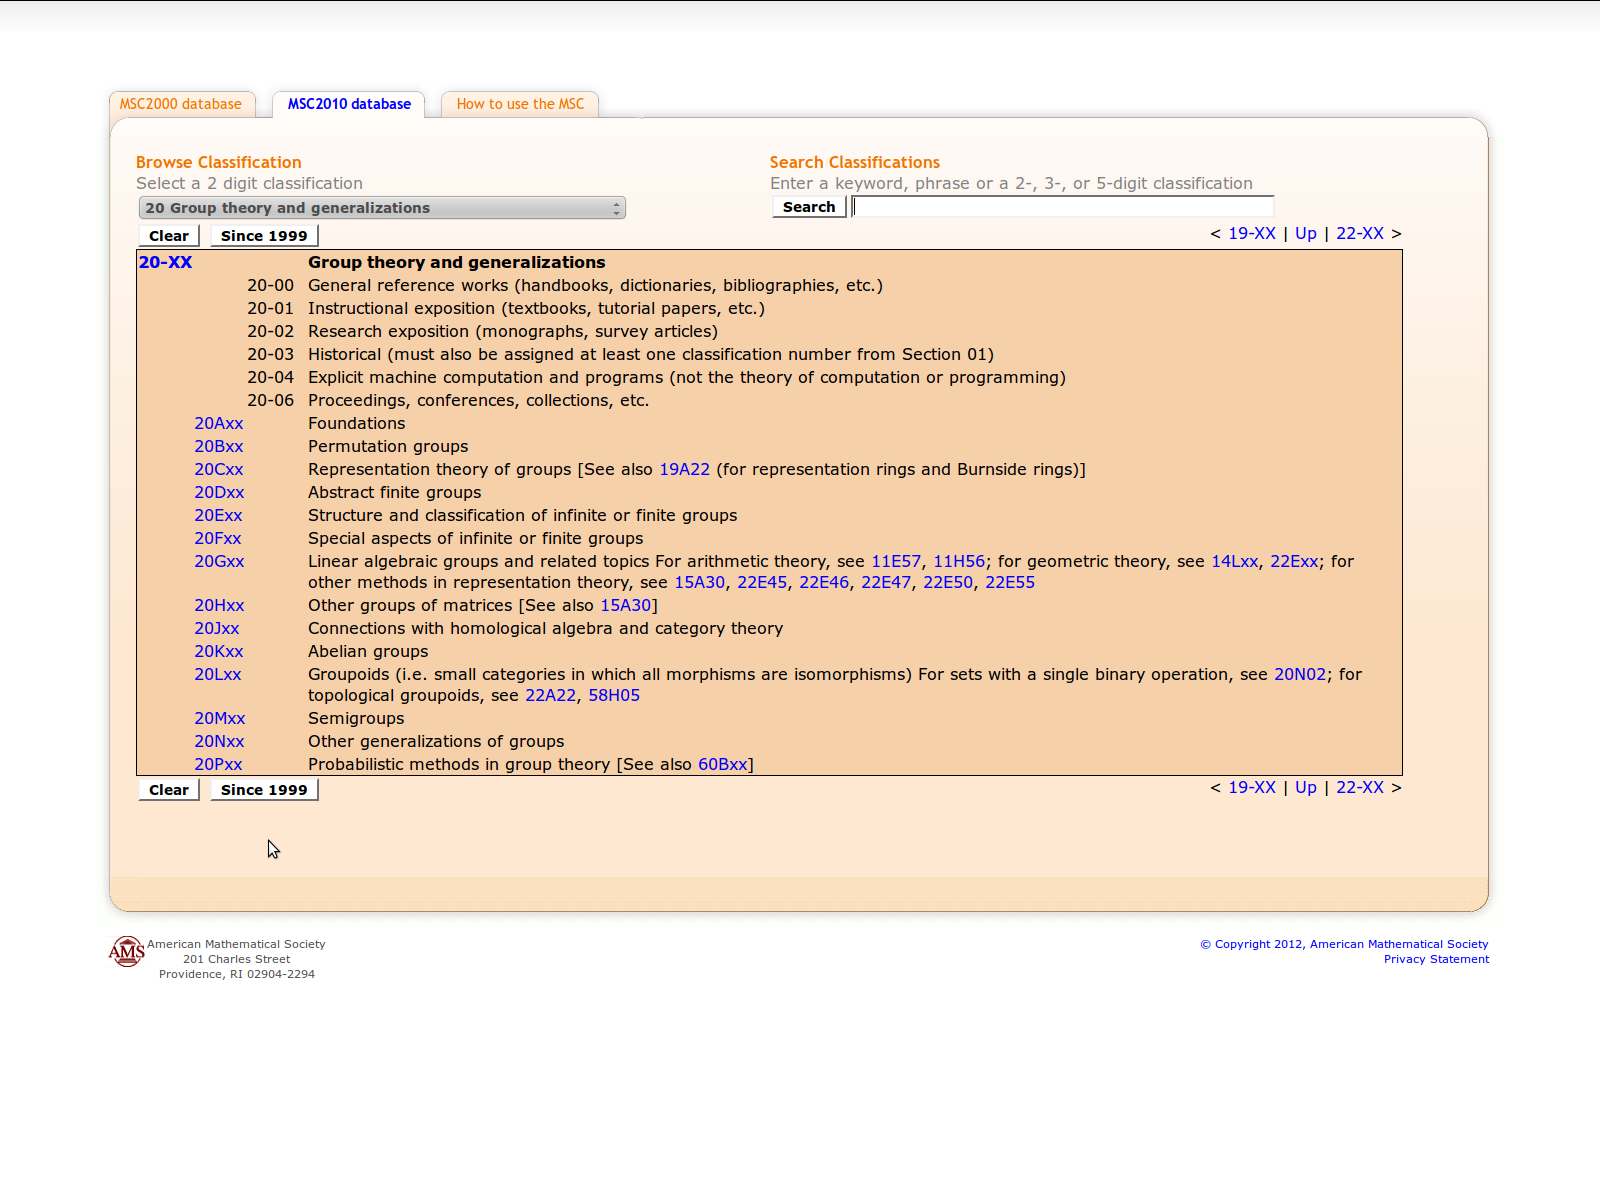 MSC2000 database
MSC2010 database
How to use the MSC
Browse Classification
Select a 2 digit classification
20 Group theory and generalizations
Search Classifications
Enter a keyword, phrase or a 2-, 3-, or 5-digit classification
Search
Clear Since 1999
< 19-XX | Up | 22-XX >
20-XX Group theory and generalizations
20-00 General reference works (handbooks, dictionaries, bibliographies, etc.)
20-01 Instructional exposition (textbooks, tutorial papers, etc.)
20-02 Research exposition (monographs, survey articles)
20-03 Historical (must also be assigned at least one classification number from Section 01)
20-04 Explicit machine computation and programs (not the theory of computation or programming)
20-06 Proceedings, conferences, collections, etc.
20Axx Foundations
20Bxx Permutation groups
20Cxx Representation theory of groups [See also 19A22 (for representation rings and Burnside rings)]
20Dxx Abstract finite groups
20Exx Structure and classification of infinite or finite groups
20Fxx Special aspects of infinite or finite groups
20Gxx Linear algebraic groups and related topics For arithmetic theory, see 11E57, 11H56; for geometric theory, see 14Lxx, 22Exx; for
other methods in representation theory, see 15A30, 22E45, 22E46, 22E47, 22E50, 22E55
20Hxx Other groups of matrices [See also 15A30]
20Jxx Connections with homological algebra and category theory
20Kxx Abelian groups
20Lxx Groupoids (i.e. small categories in which all morphisms are isomorphisms) For sets with a single binary operation, see 20N02; for
topological groupoids, see 22A22, 58H05
20Mxx Semigroups
20Nxx Other generalizations of groups
20Pxx Probabilistic methods in group theory [See also 60Bxx]
Clear Since 1999
< 19-XX | Up | 22-XX >
AMS
American Mathematical Society
201 Charles Street
Providence, RI 02904-2294
© Copyright 2012, American Mathematical Society
Privacy Statement